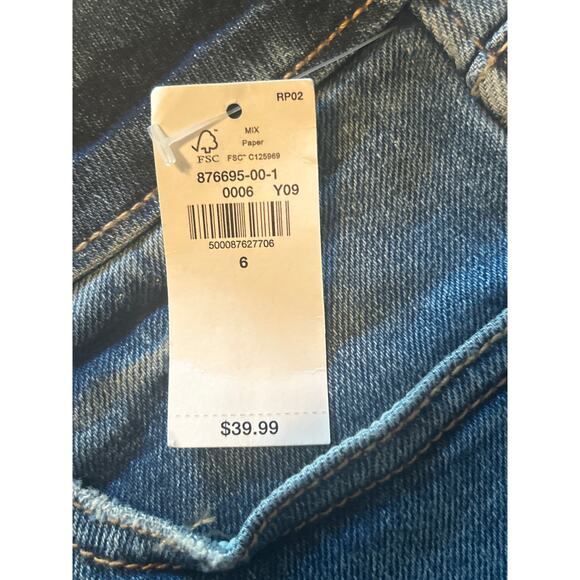 RP02
MIX
Paper
FSC FSC™ C125969
876695-00-1
0006 Y09
500087627706
6
$39.99